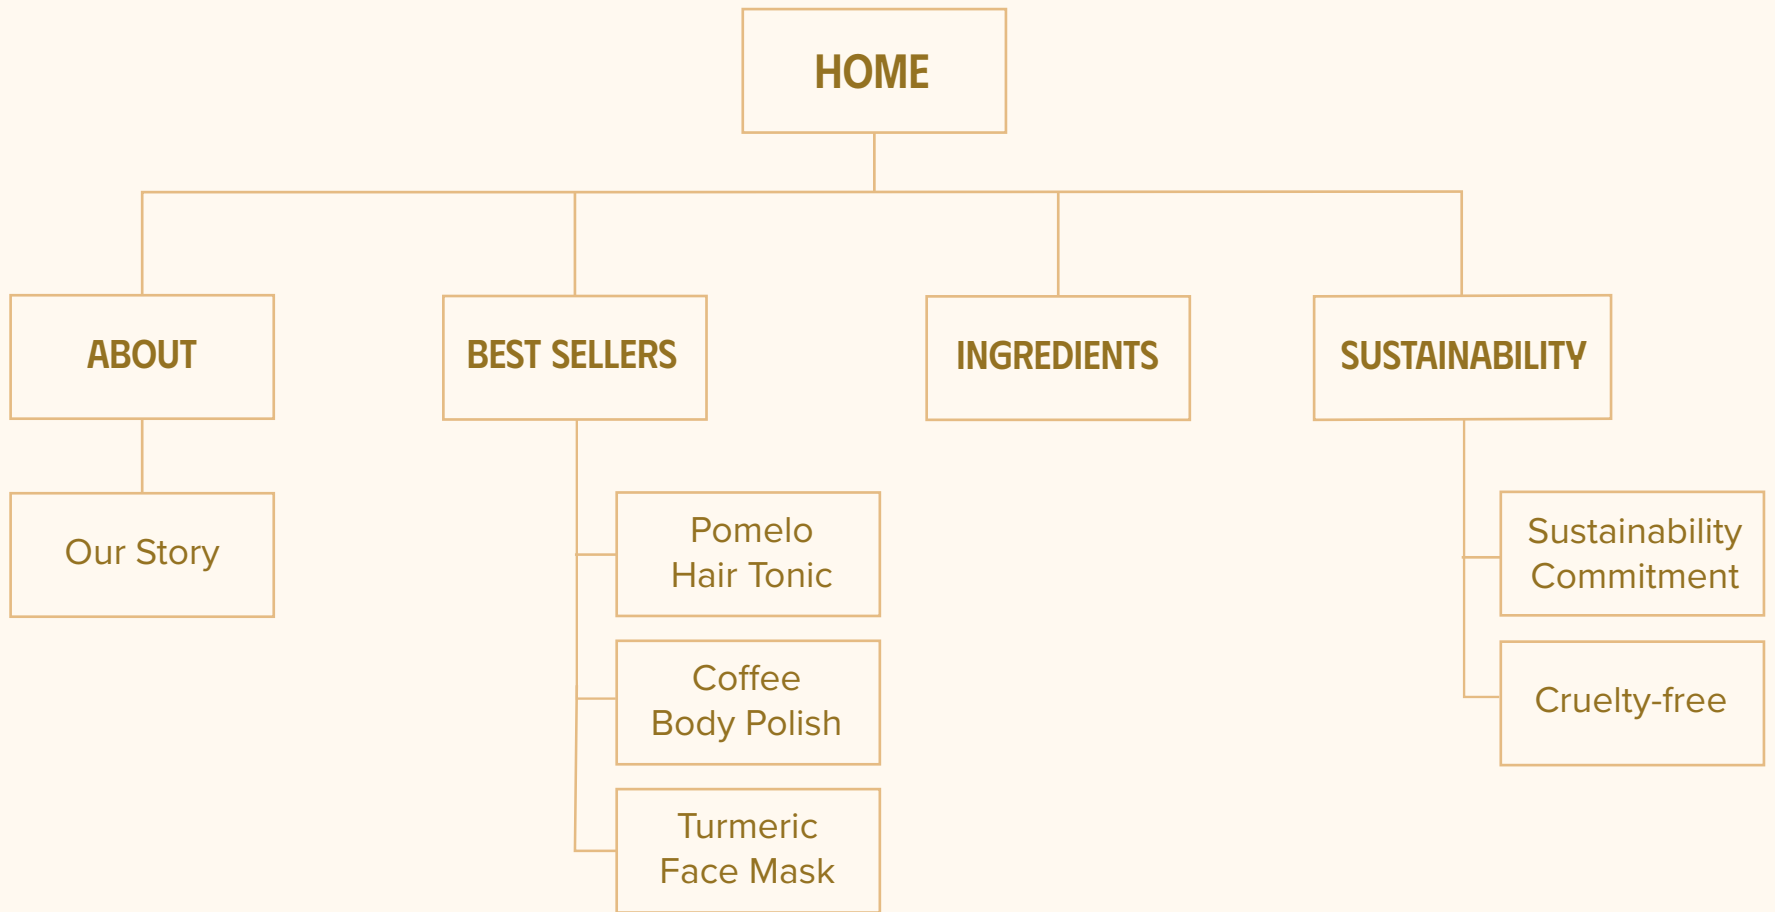 HOME
ABOUT
BEST SELLERS
INGREDIENTS
SUSTAINABILITY
Our Story
Pomelo
Hair Tonic
Coffee
Body Polish
Turmeric
Face Mask
Sustainability
Commitment
Cruelty-free